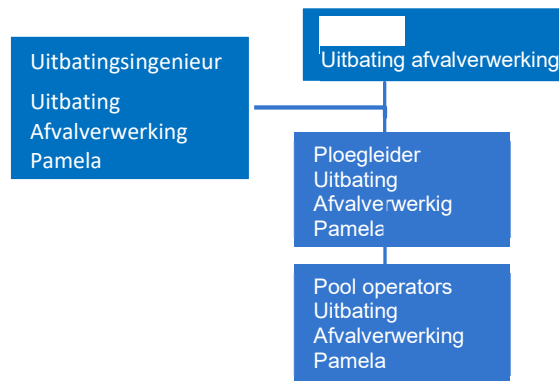 Uitbating afvalverwerking
Uitbatingsingenieur
Uitbating
Afvalverwerking
Pamela
Ploegleider
Uitbating
Afvalverwerkig
Pamela
Pool operators
Uitbating
Afvalverwerking
Pamela